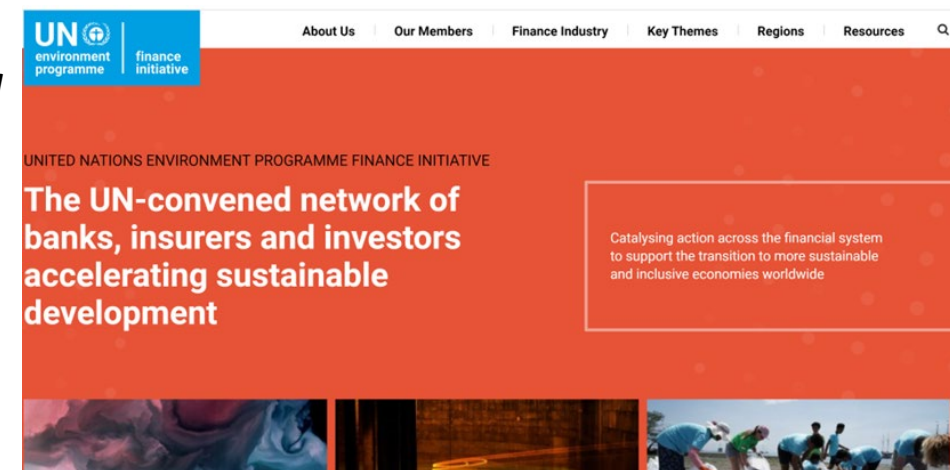 UN
environment
programme
finance
initiative
About Us
Our Members
Finance Industry
Key Themes
Regions
Resources
UNITED NATIONS ENVIRONMENT PROGRAMME FINANCE INITIATIVE
The UN-convened network of
banks, insurers and investors
accelerating sustainable
development
Catalysing action across the financial system
to support the transition to more sustainable
and inclusive economies worldwide